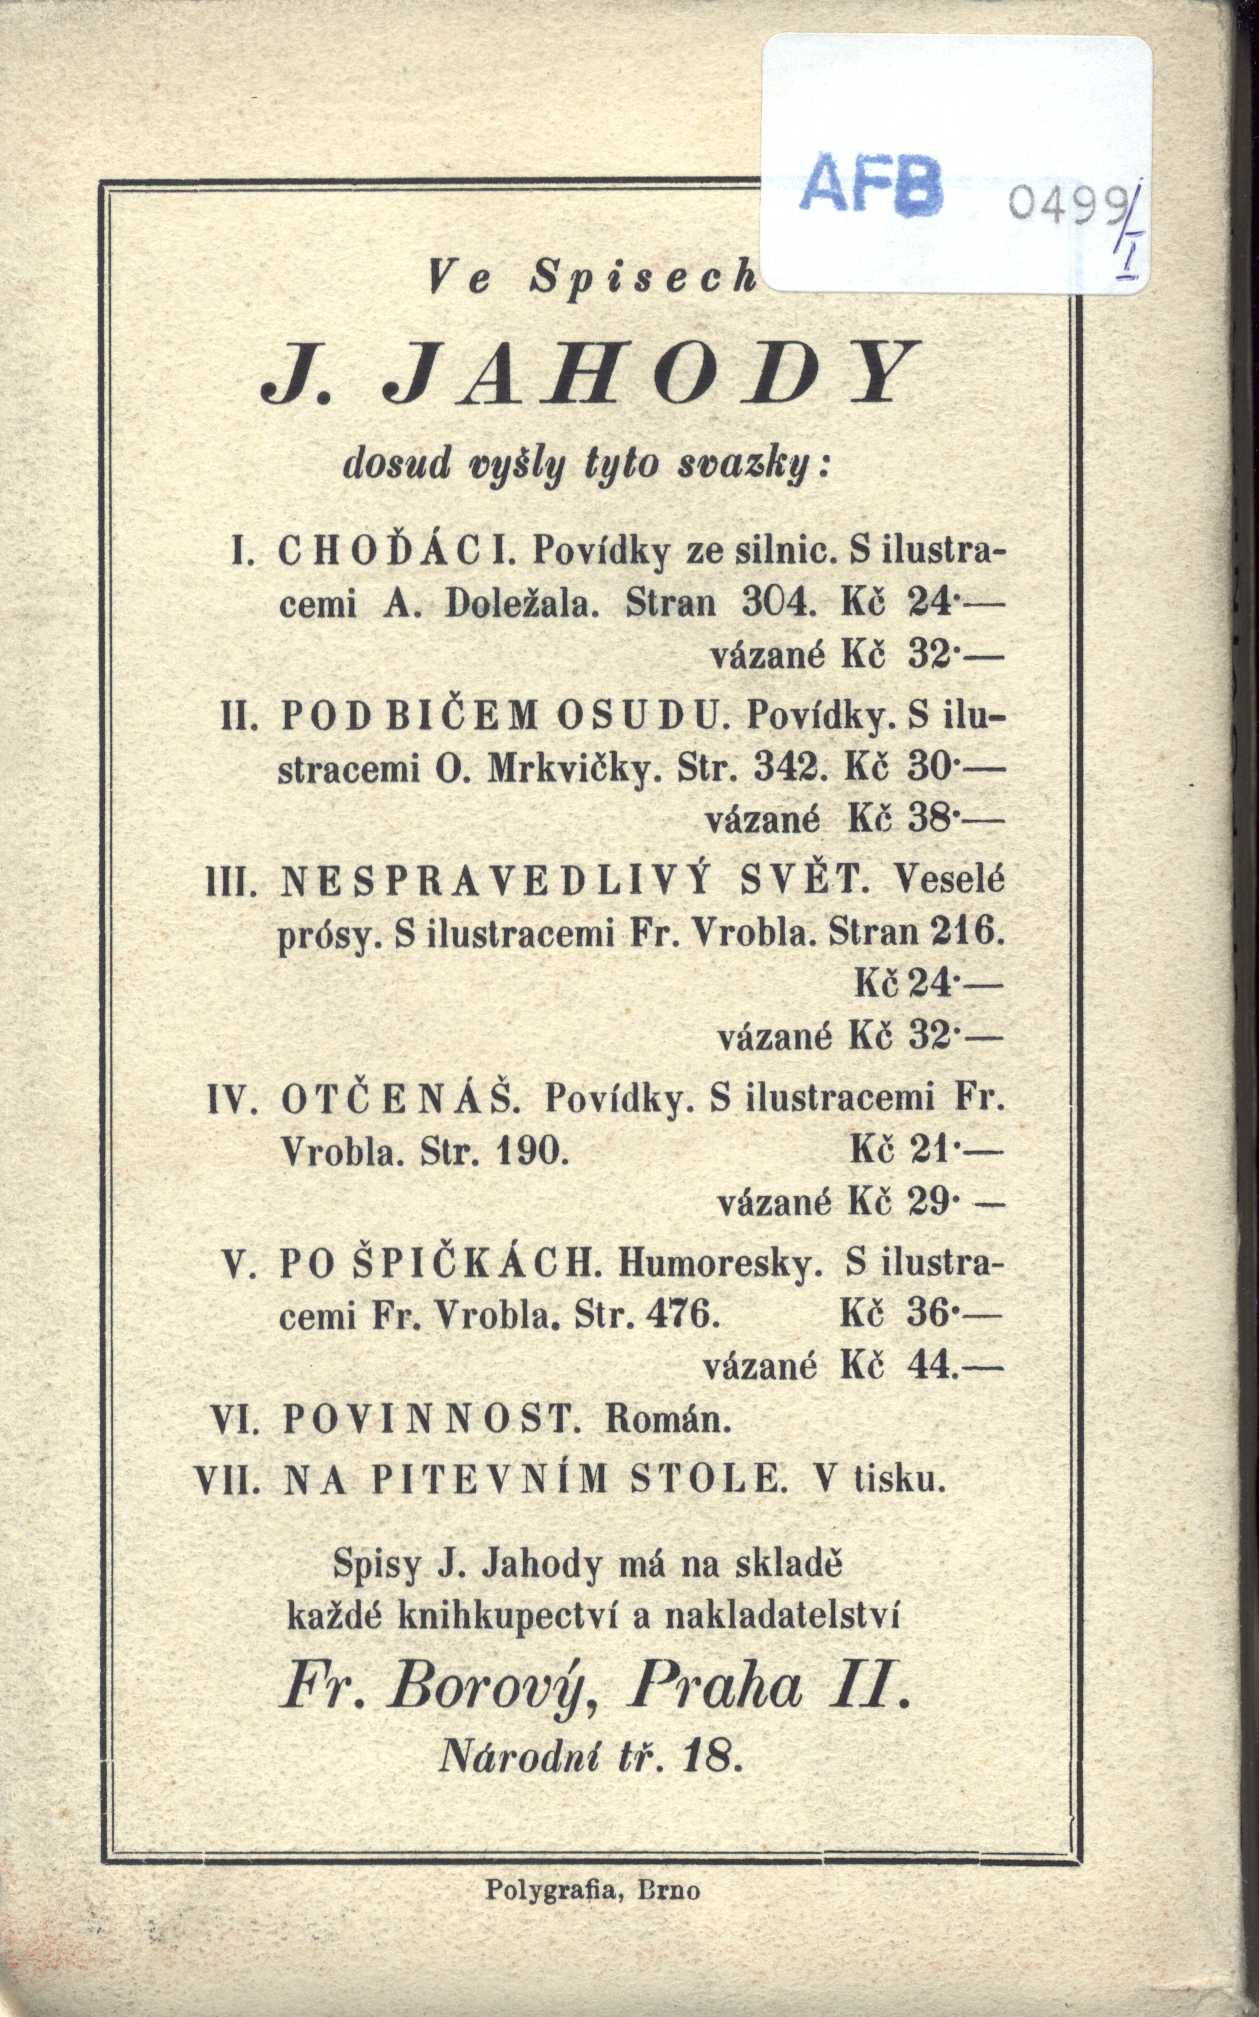 AFB 0499/I
Ve Spisech
J. JAHODY
dosud vyšly tyto svazky:
I. CHOĎÁCI. Povídky ze silnic. S ilustra-
cemi A. Doležala. Stran 304. Kč 24·—
vázané Kč 32·—
II. POD BIČEM OSUDU. Povídky. S ilu-
stracemi O. Mrkvičky. Str. 342. Kč 30·—
vázané Kč 38·—
III. NESPRAVEDLIVÝ SVĚT. Veselé
prósy. S ilustracemi Fr. Vrobla. Stran 216.
Kč 24·—
vázané Kč 32·—
IV. OTČENÁŠ. Povídky. S ilustracemi Fr.
Vrobla. Str. 190. Kč 21·—
vázané Kč 29· —
V. PO ŠPIČKÁCH. Humoresky. S ilustra-
cemi Fr. Vrobla. Str. 476. Kč 36·—
vázané Kč 44.—
VI. POVINNOST. Román.
VII. NA PITEVNÍM STOLE. V tisku.
Spisy J. Jahody má na skladě
každé knihkupectví a nakladatelství
Fr. Borový, Praha II.
Národní tř. 18.
Polygrafia, Brno